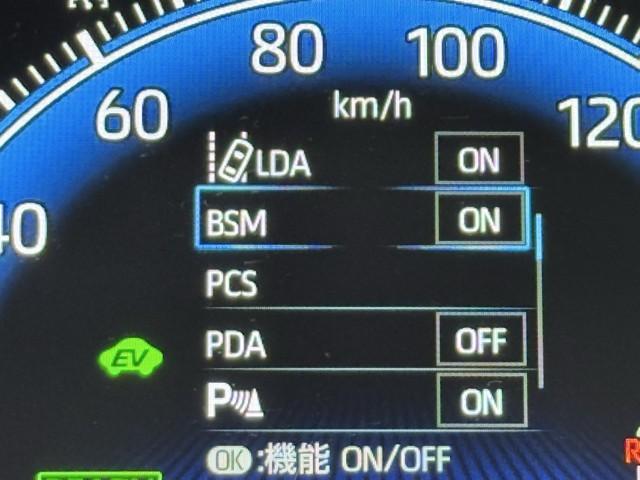 80 100
60 km/h 120
LDA ON
40 BSM ON
PCS
PDA OFF
EV
P ON
OK:機能 ON/OFF